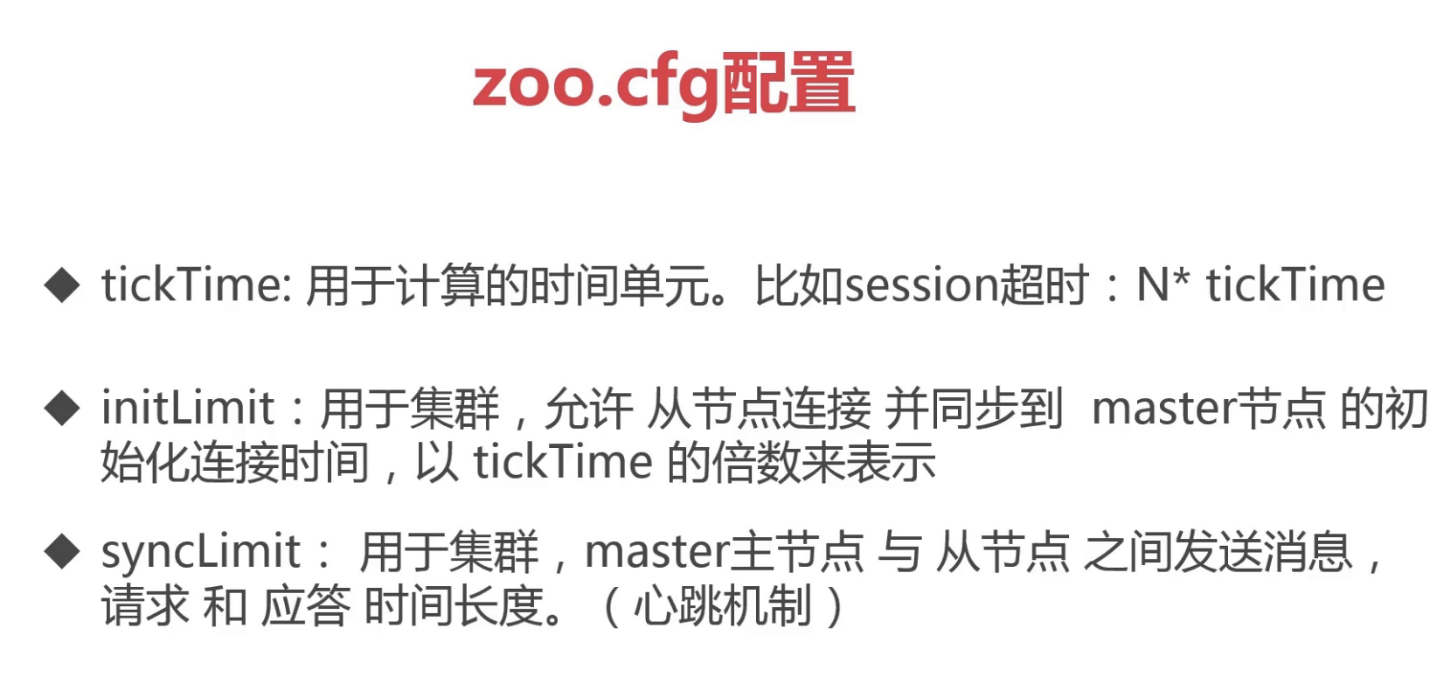 zoo.cfg配置
◆ tickTime: 用于计算的时间单元。比如session超时：N* tickTime
◆ initLimit：用于集群，允许 从节点连接 并同步到 master节点 的初
始化连接时间，以 tickTime 的倍数来表示
◆ syncLimit： 用于集群，master主节点 与 从节点 之间发送消息，
请求 和 应答 时间长度。（心跳机制）